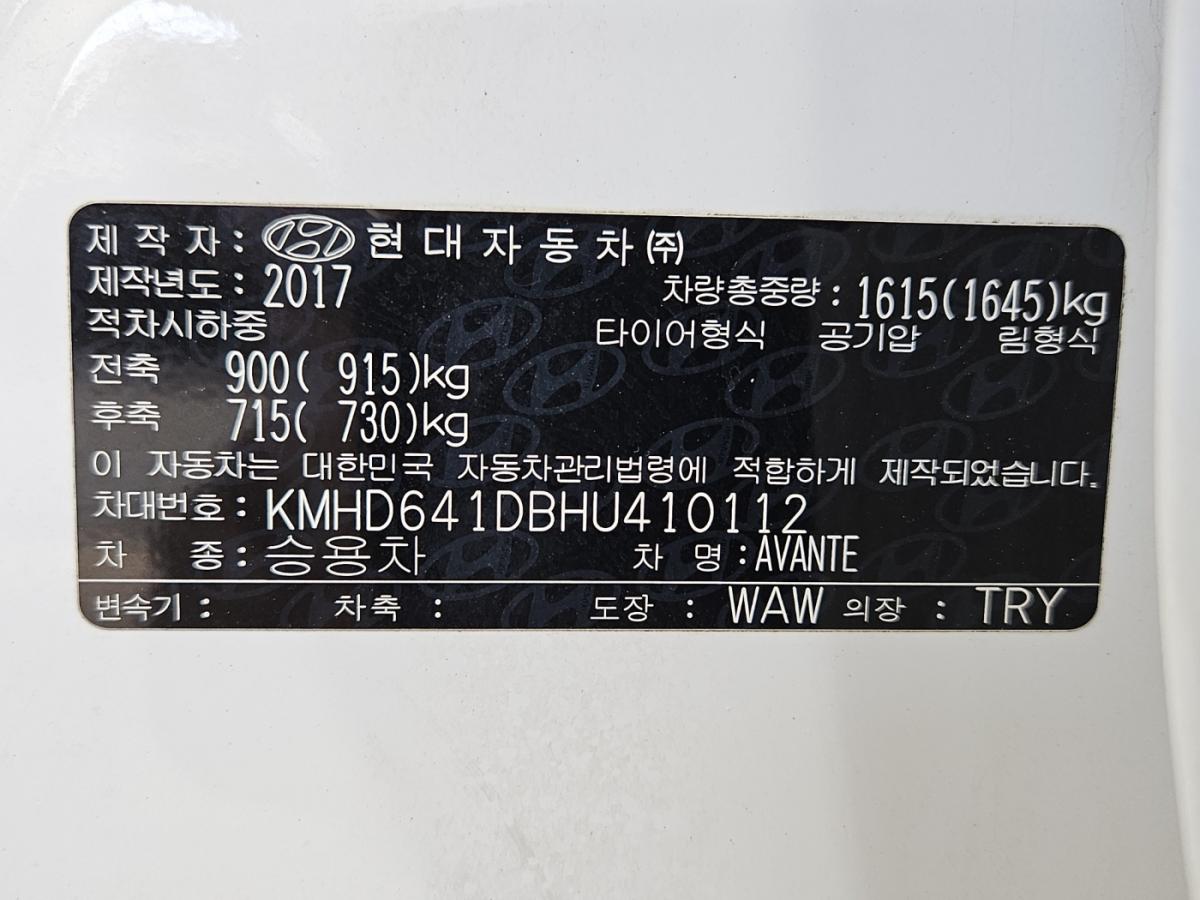 제 작 자 : 현 대 자 동 차 ㈜
제작년도 : 2017 차량총중량 : 1615(1645)kg
적차시하중 타이어형식 공기압 림형식
전축 900( 915)kg
후축 715( 730)kg
이 자동차는 대한민국 자동차관리법령에 적합하게 제작되었습니다.
차대번호 : KMHD641DBHU410112
차 종 : 승용차 차 명 : AVANTE
변속기 : 차축 : 도장 : WAW 의장 : TRY